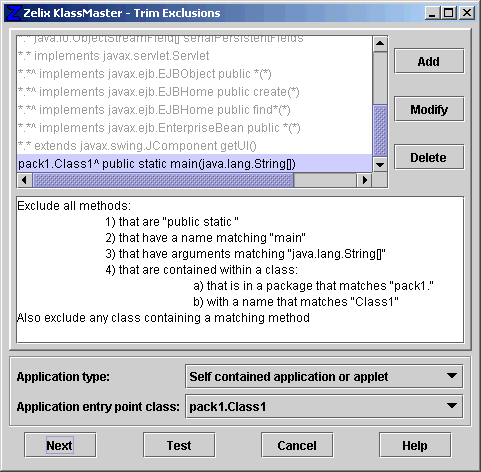 Zelix KlassMaster - Trim Exclusions
*.* java.io.ObjectStreamField[] serialPersistentFields
*.* implements javax.servlet.Servlet
*.*^ implements javax.ejb.EJBObject public *(*)
*.*^ implements javax.ejb.EJBHome public create(*)
*.*^ implements javax.ejb.EJBHome public find*(*)
*.*^ implements javax.ejb.EnterpriseBean public *(*)
*.* extends javax.swing.JComponent getUI()
pack1.Class1^ public static main(java.lang.String[])
Add
Modify
Delete
Exclude all methods:
1) that are "public static "
2) that have a name matching "main"
3) that have arguments matching "java.lang.String[]"
4) that are contained within a class:
a) that is in a package that matches "pack1."
b) with a name that matches "Class1"
Also exclude any class containing a matching method
Application type: Self contained application or applet
Application entry point class: pack1.Class1
Next Test Cancel Help